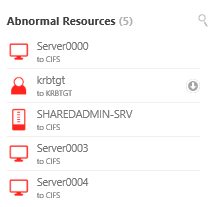 Abnormal Resources (5)
Server0000
to CIFS
krbtgt
to KRBTGT
SHAREDADMIN-SRV
to CIFS
Server0003
to CIFS
Server0004
to CIFS